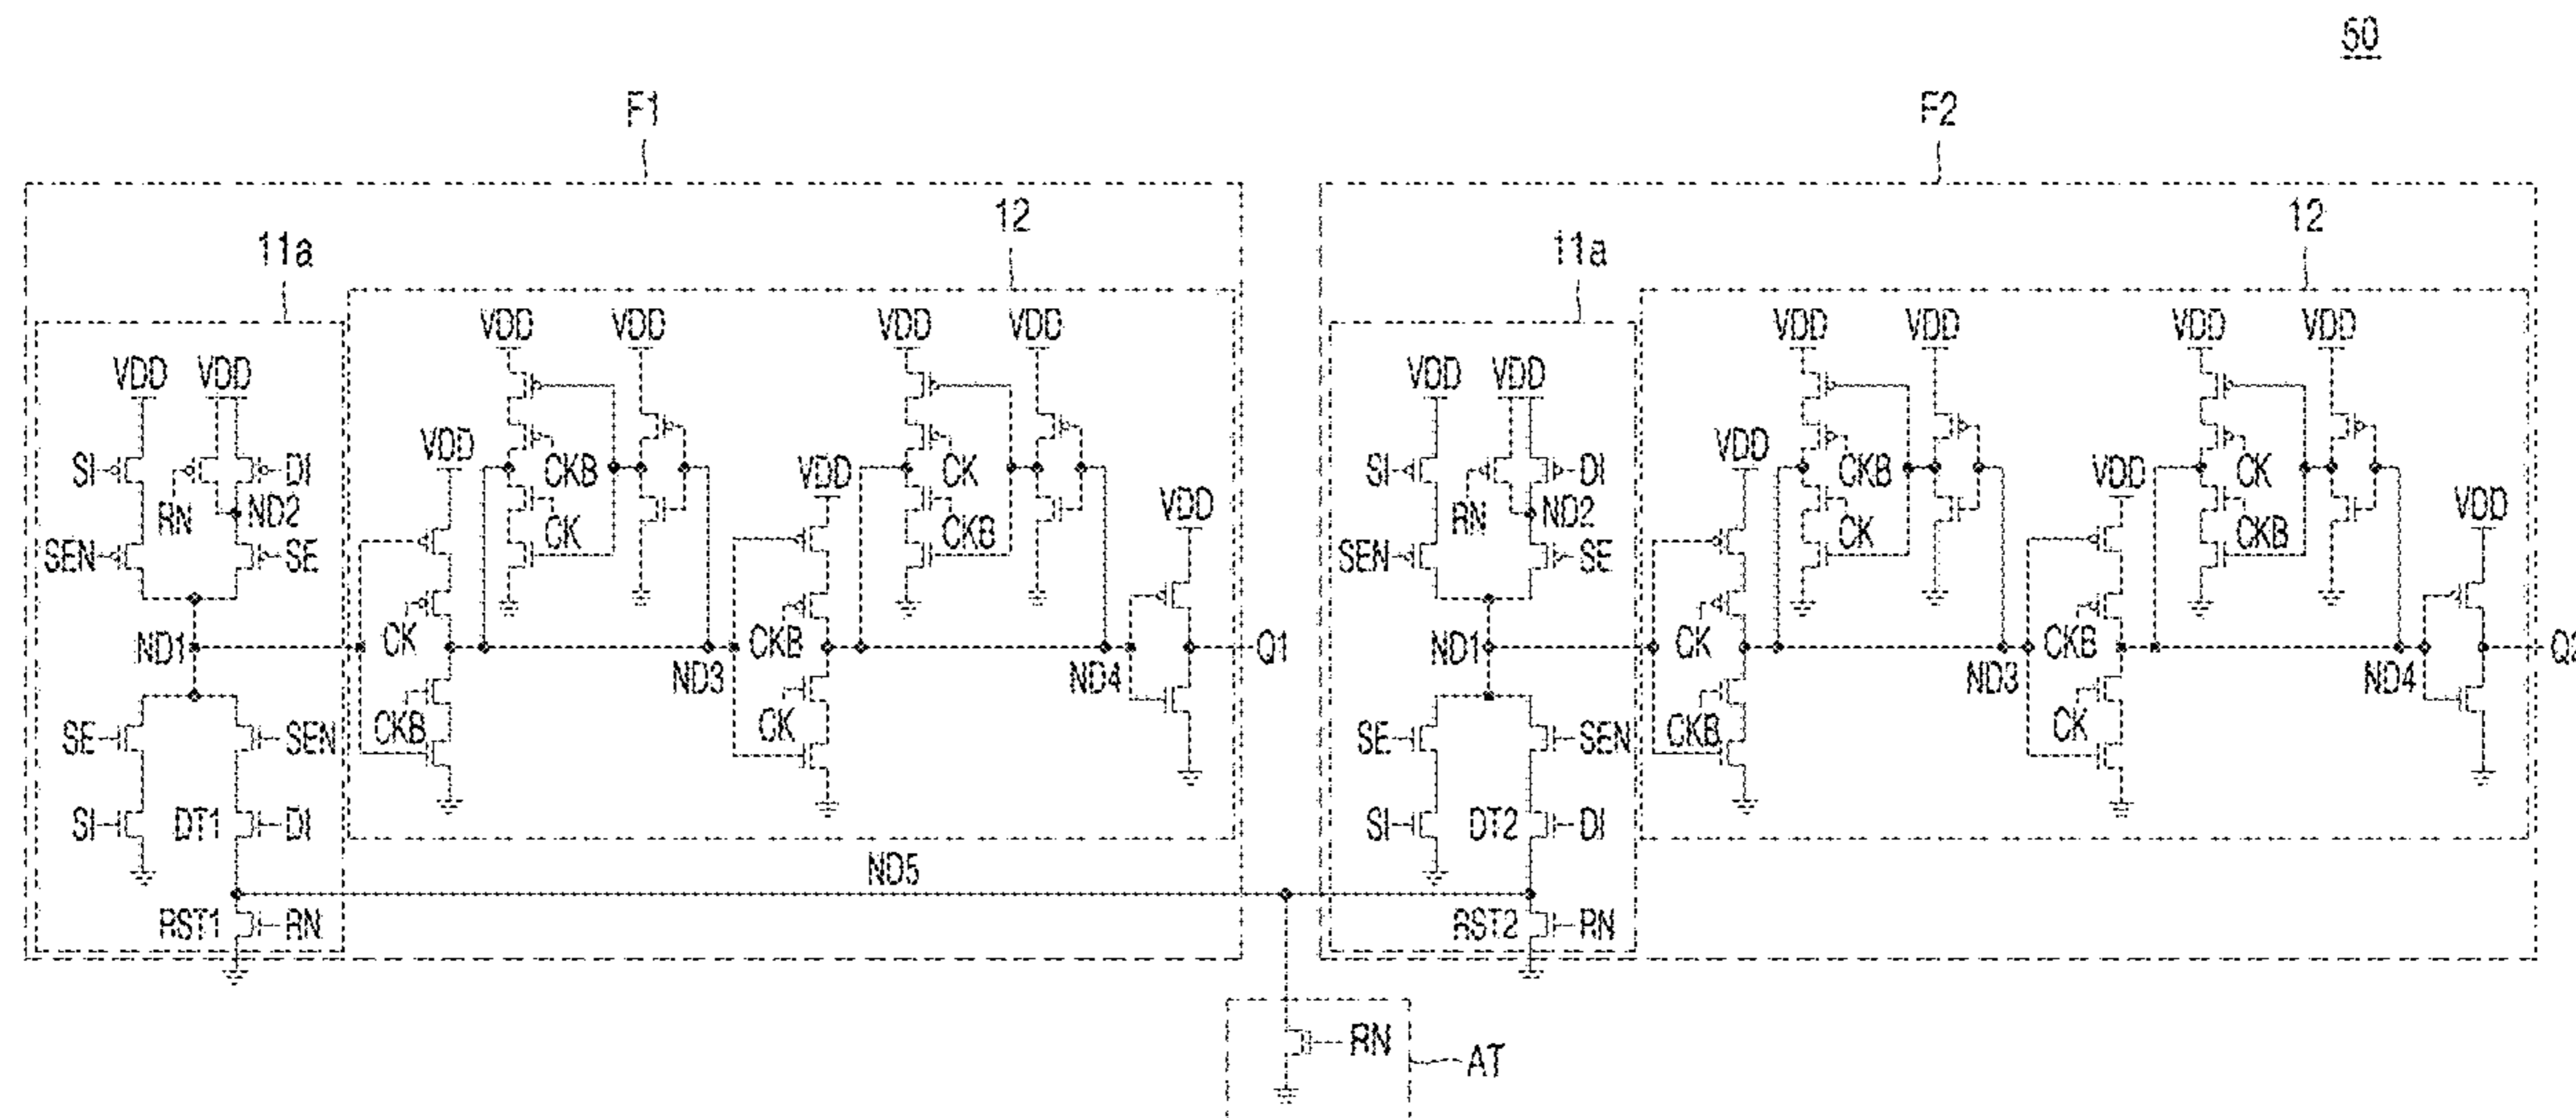 50
F1 F2
12 12
11a 11a
VDD VDD VDD VDD VDD VDD VDD VDD
VDD VDD VDD VDD
VDD VDD
SI DI CKB VDD CK SI DI CKB VDD CK
RN ND2 VDD RN ND2 VDD
CK CKB CK CKB
SEN SE SEN SE
ND1 CK CKB Q1 ND1 CK CKB Q2
ND3 ND4 ND3 ND4
SE SEN CKB CK SE SEN CKB CK
SI DT1 DI SI DT2 DI
ND5
RST1 RN RST2 RN
RN AT